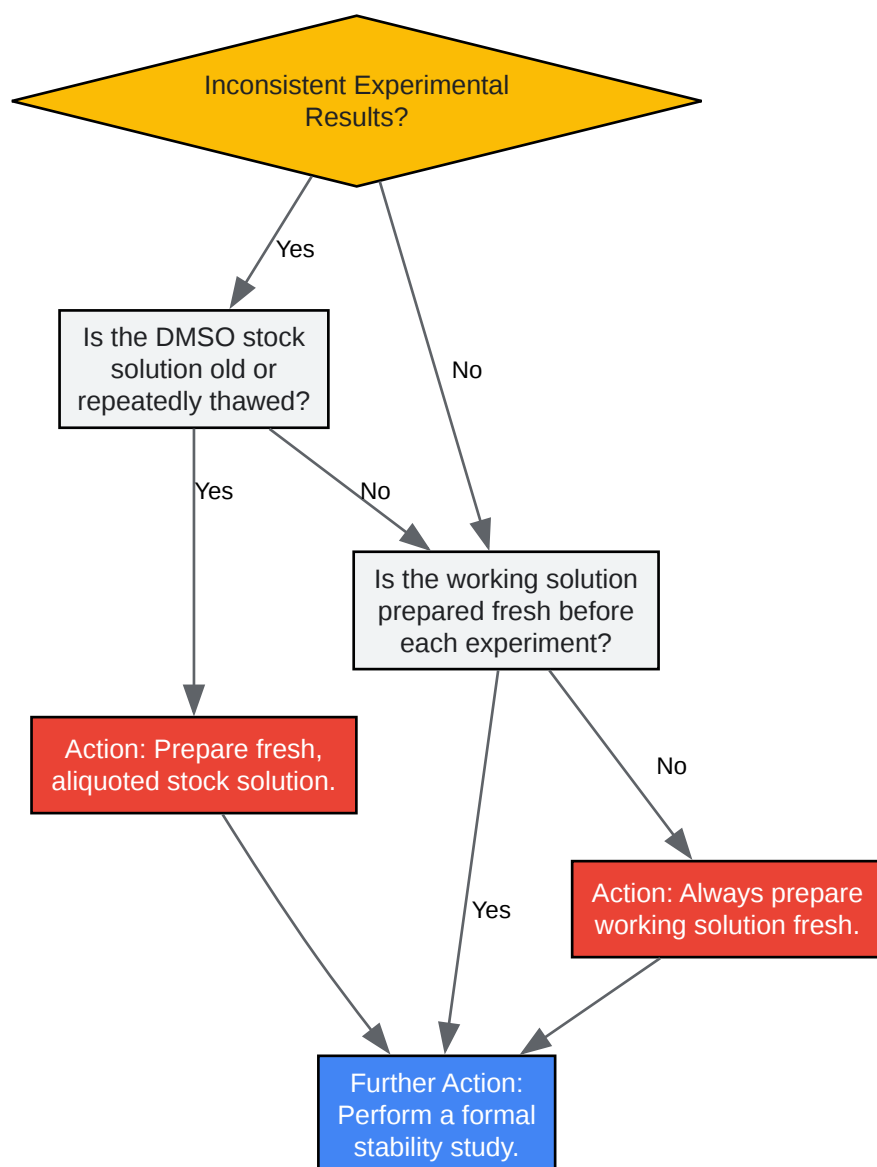 Inconsistent Experimental
Results?
Yes
No
Is the DMSO stock
solution old or
repeatedly thawed?
Yes
No
Is the working solution
prepared fresh before
each experiment?
Action: Prepare fresh,
aliquoted stock solution.
No
Yes
Action: Always prepare
working solution fresh.
Further Action:
Perform a formal
stability study.